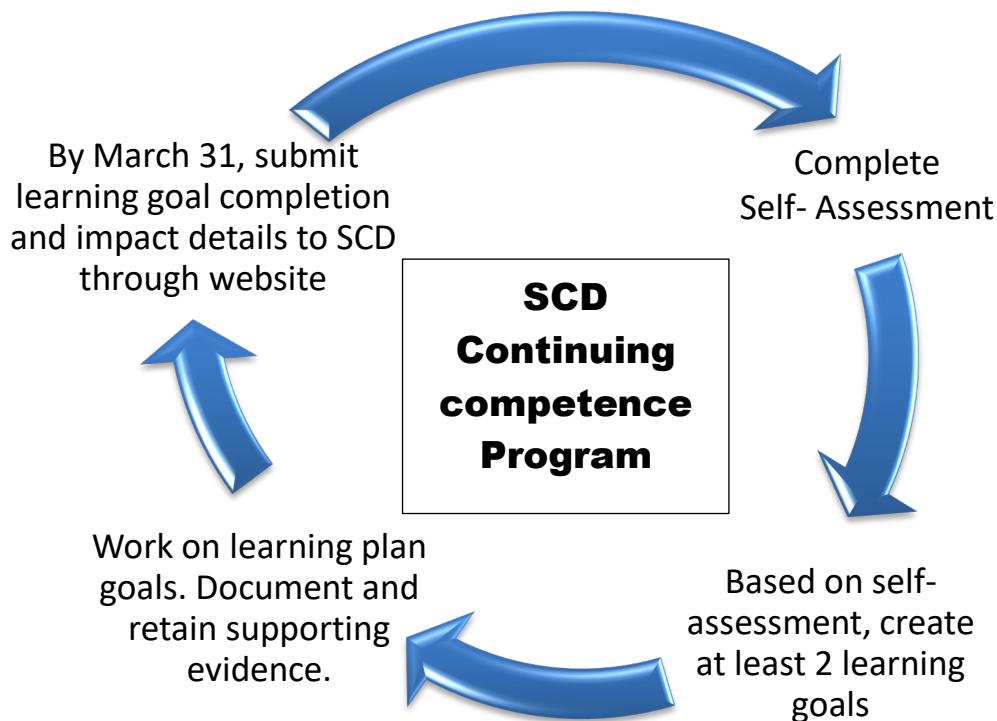 By March 31, submit
learning goal completion
and impact details to SCD
through website
Complete
Self- Assessment
SCD
Continuing
competence
Program
Work on learning plan
goals. Document and
retain supporting
evidence.
Based on self-
assessment, create
at least 2 learning
goals